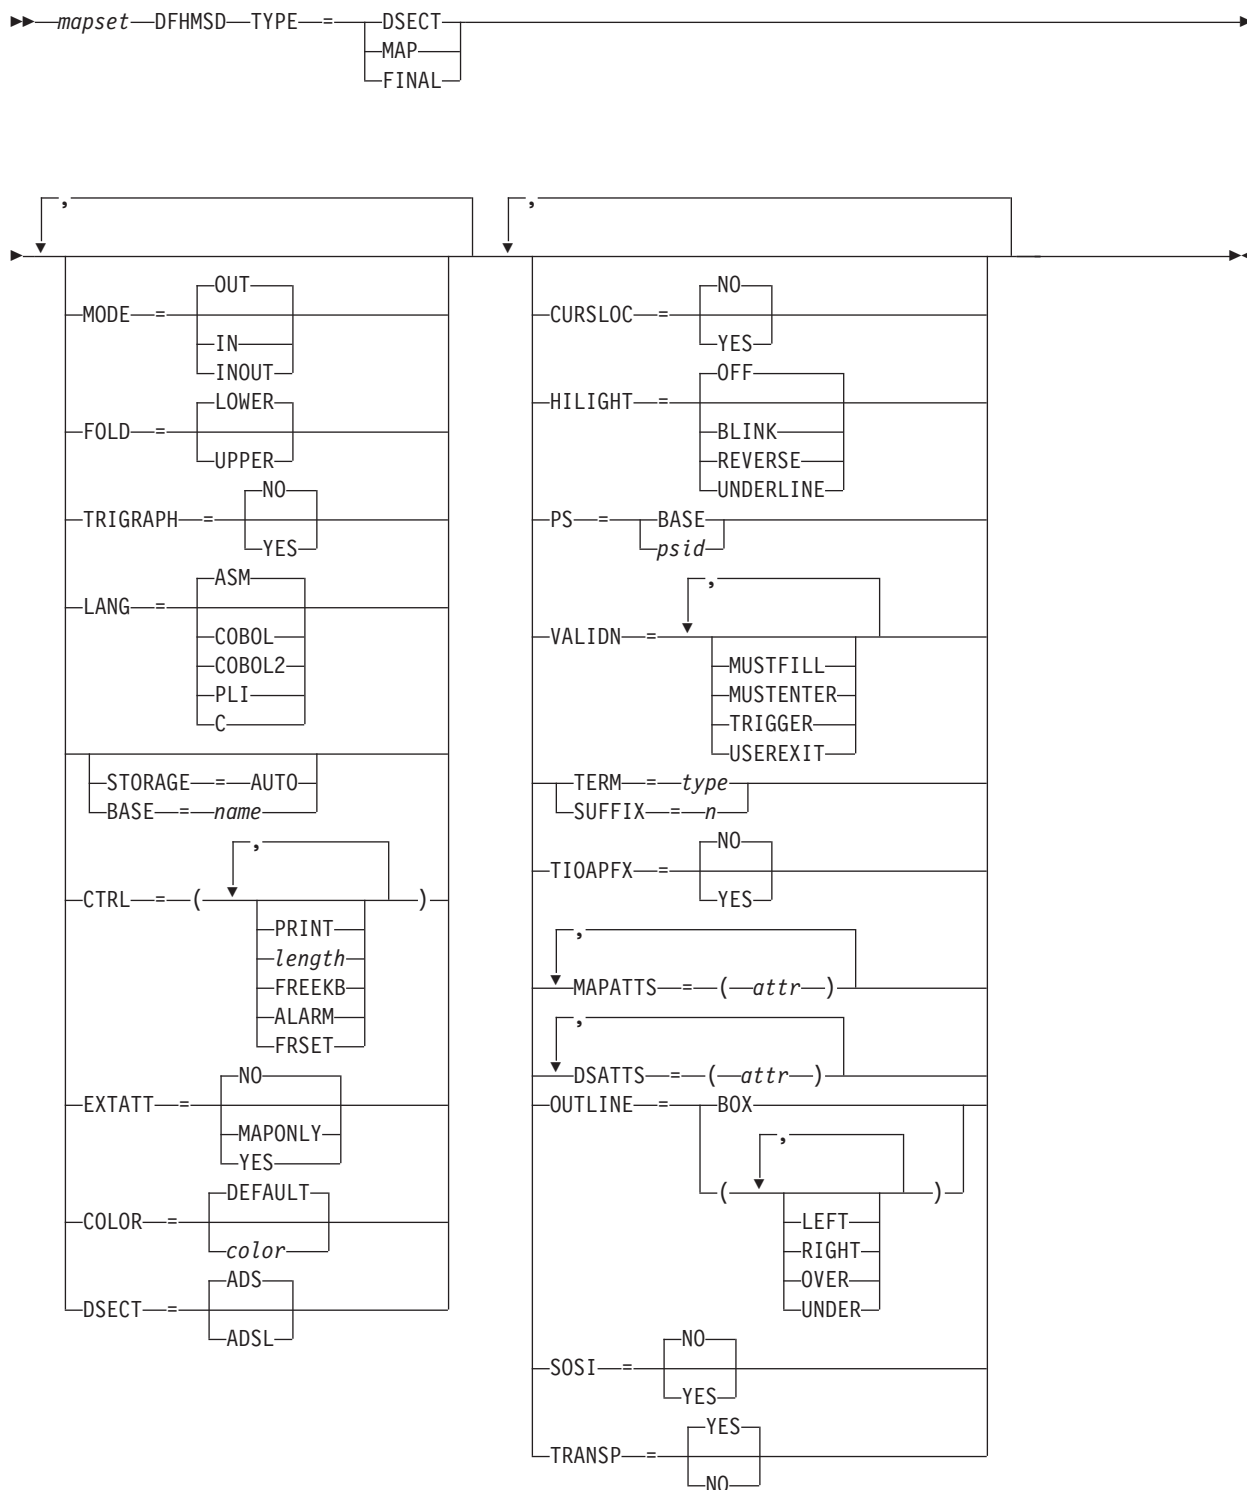 mapset DFHMSD TYPE = DSECT
MAP
FINAL
,
MODE = OUT
IN
INOUT
FOLD = LOWER
UPPER
TRIGRAPH = NO
YES
LANG = ASM
COBOL
COBOL2
PLI
C
STORAGE = AUTO
BASE = name
CTRL = ( , )
PRINT
length
FREEKB
ALARM
FRSET
EXTATT = NO
MAPONLY
YES
COLOR = DEFAULT
color
DSECT = ADS
ADSL
,
CURSLOC = NO
YES
HILIGHT = OFF
BLINK
REVERSE
UNDERLINE
PS = BASE
psid
VALIDN = ,
MUSTFILL
MUSTENTER
TRIGGER
USEREXIT
TERM = type
SUFFIX = n
TIOAPFX = NO
YES
,
MAPATTS = ( attr )
,
DSATTS = ( attr )
OUTLINE = BOX
( , )
LEFT
RIGHT
OVER
UNDER
SOSI = NO
YES
TRANSP = YES
NO